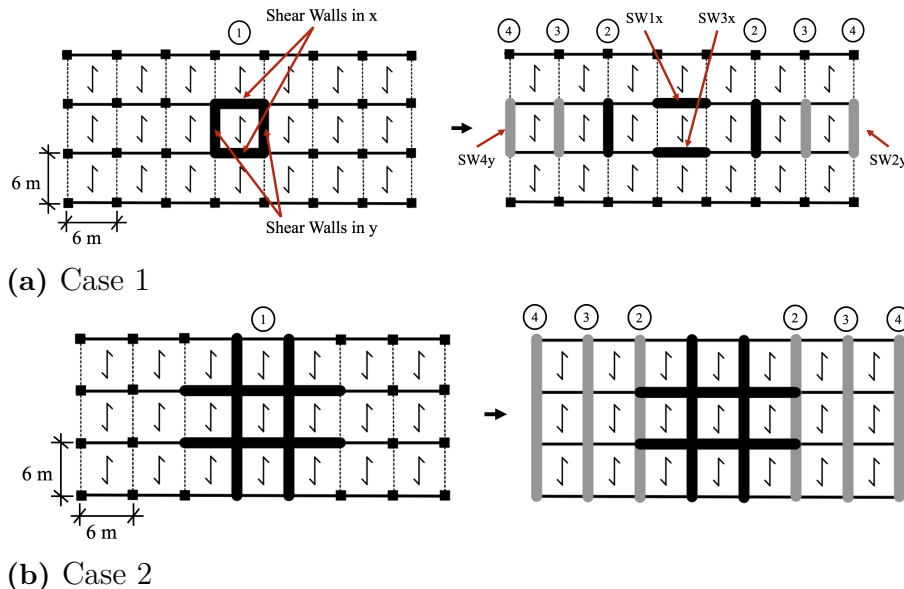 Shear Walls in x
SW1x
SW3x
1
4
3
2
2
3
4
6 m
SW4y
SW2y
Shear Walls in y
6 m
(a) Case 1
1
4
3
2
2
3
4
6 m
6 m
(b) Case 2